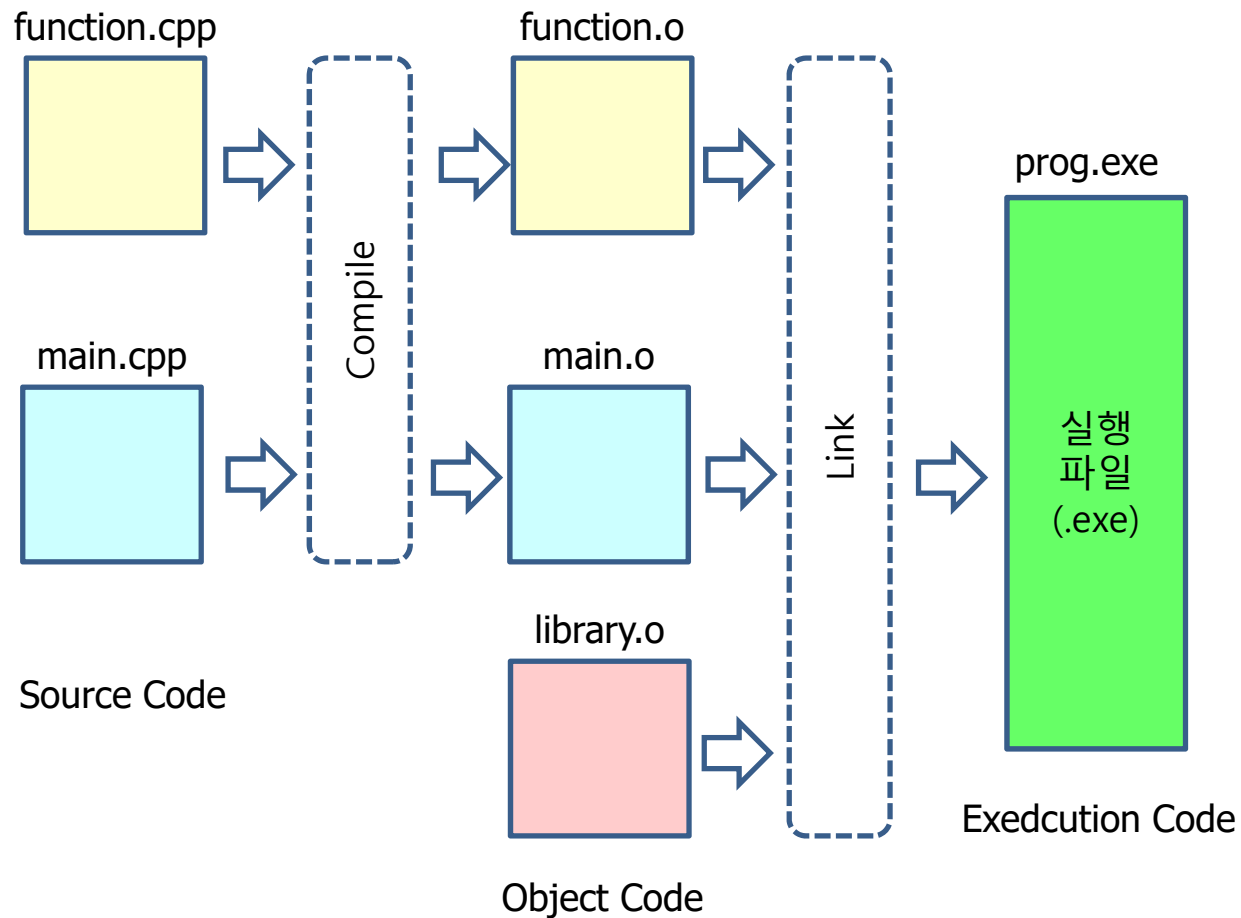 function.cpp
function.o
prog.exe
Compile
main.cpp
main.o
Link
실행
파일
(.exe)
library.o
Source Code
Exedcution Code
Object Code